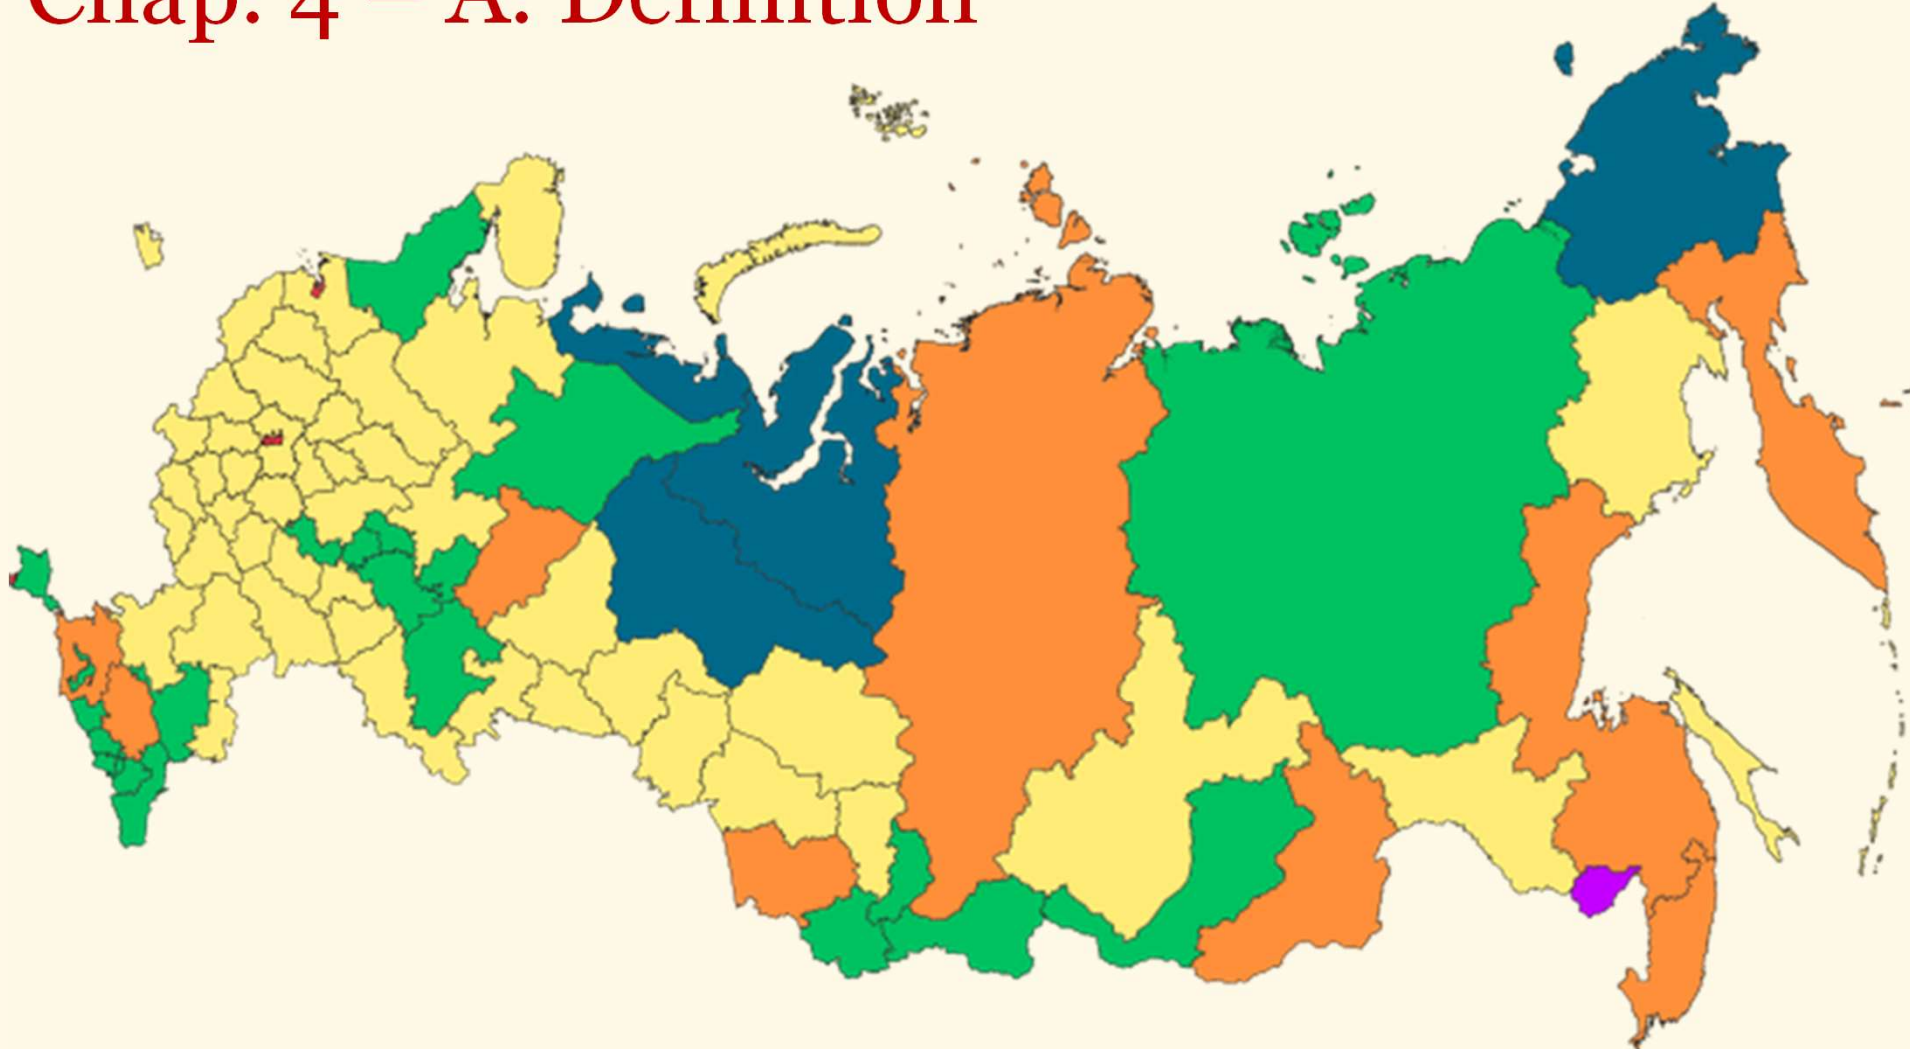 Chap. 4 – A. Definition